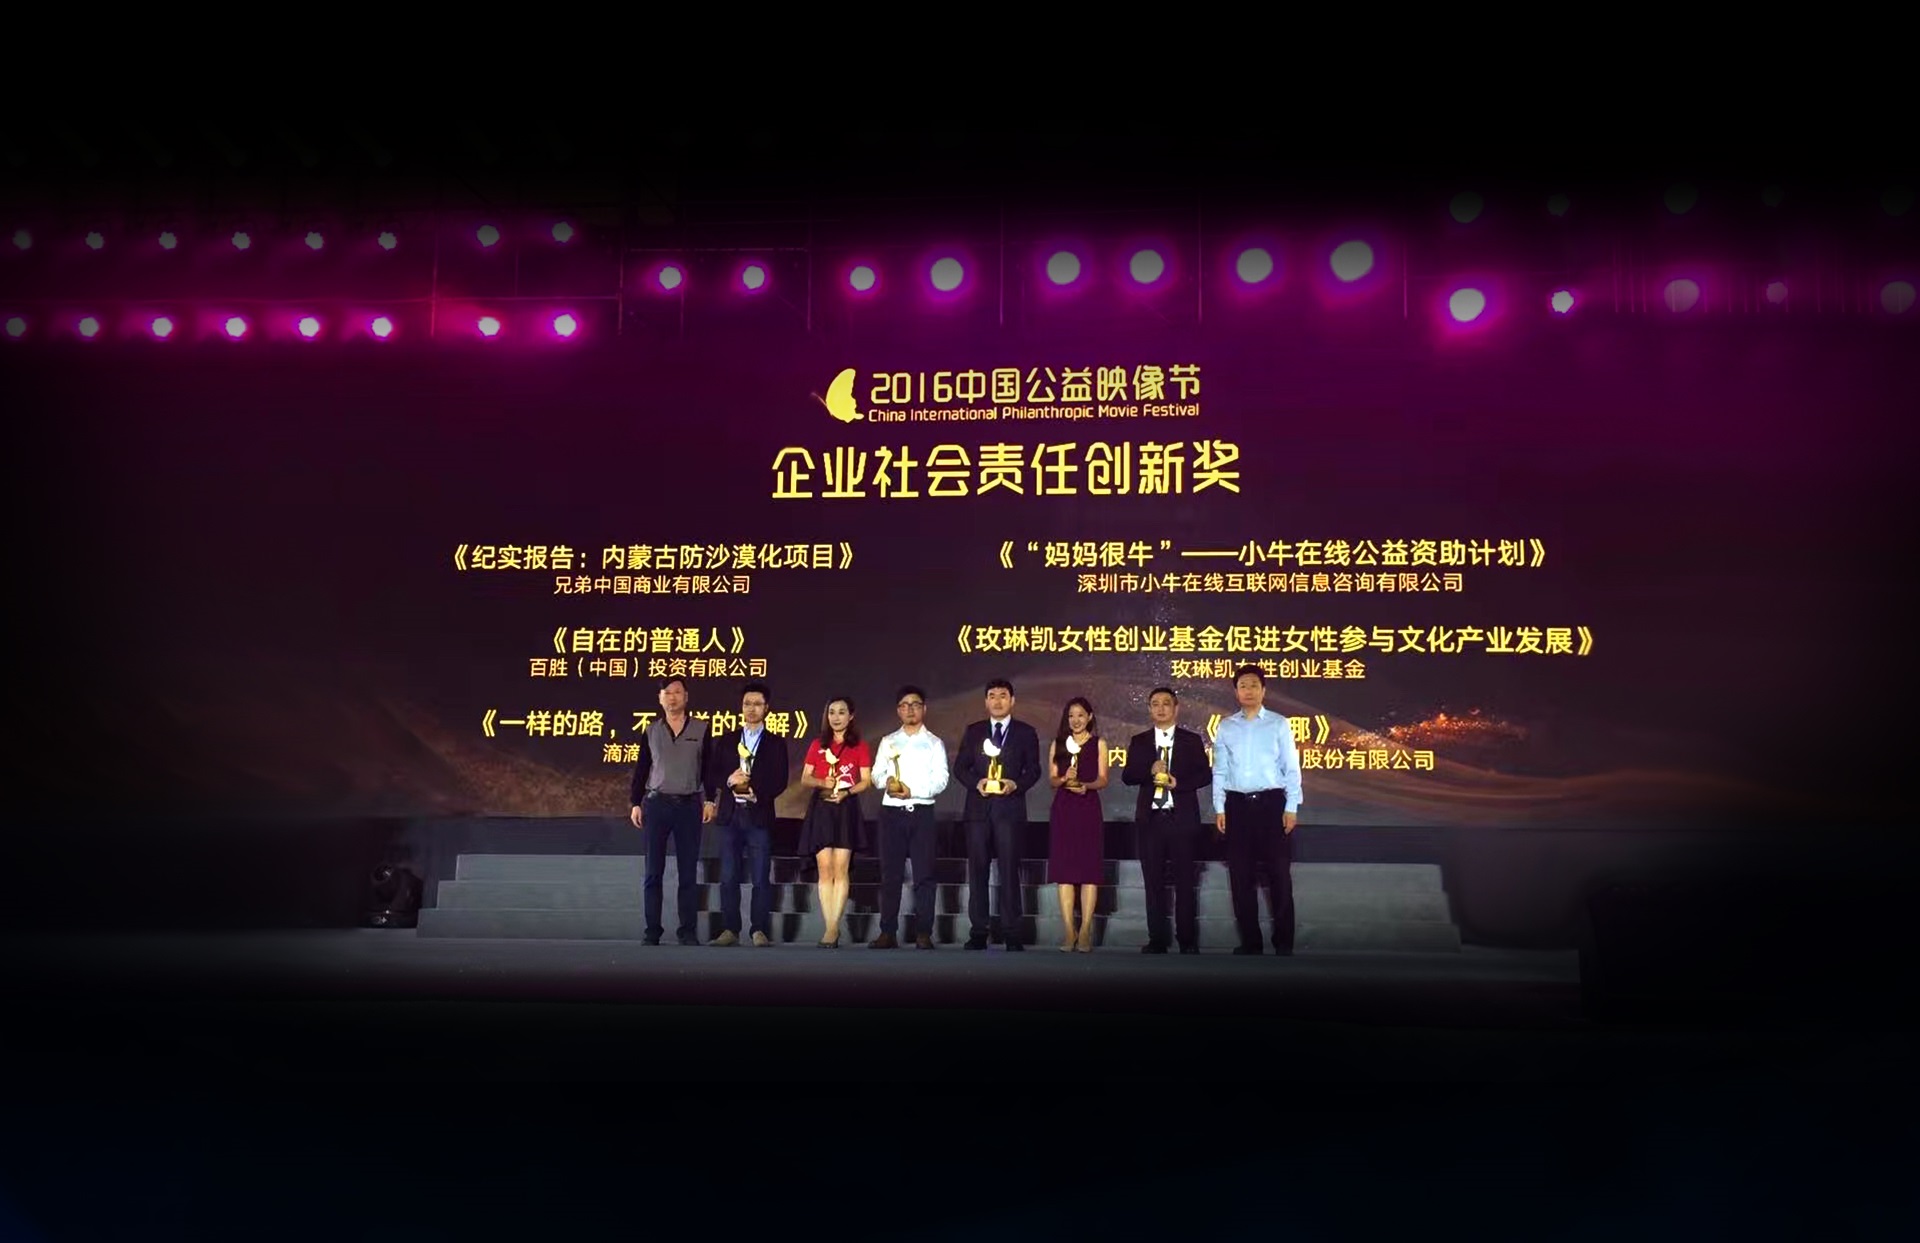 2016中国公益映像节
China International Philanthropic Movie Festival
企业社会责任创新奖
《纪实报告：内蒙古防沙漠化项目》
兄弟中国商业有限公司
《“妈妈很牛”——小牛在线公益资助计划》
深圳市小牛在线互联网信息咨询有限公司
《自在的普通人》
百胜（中国）投资有限公司
《玫琳凯女性创业基金促进女性参与文化产业发展》
玫琳凯女性创业基金
《一样的路，不 样的 解》
滴滴
《 那》
内 股份有限公司